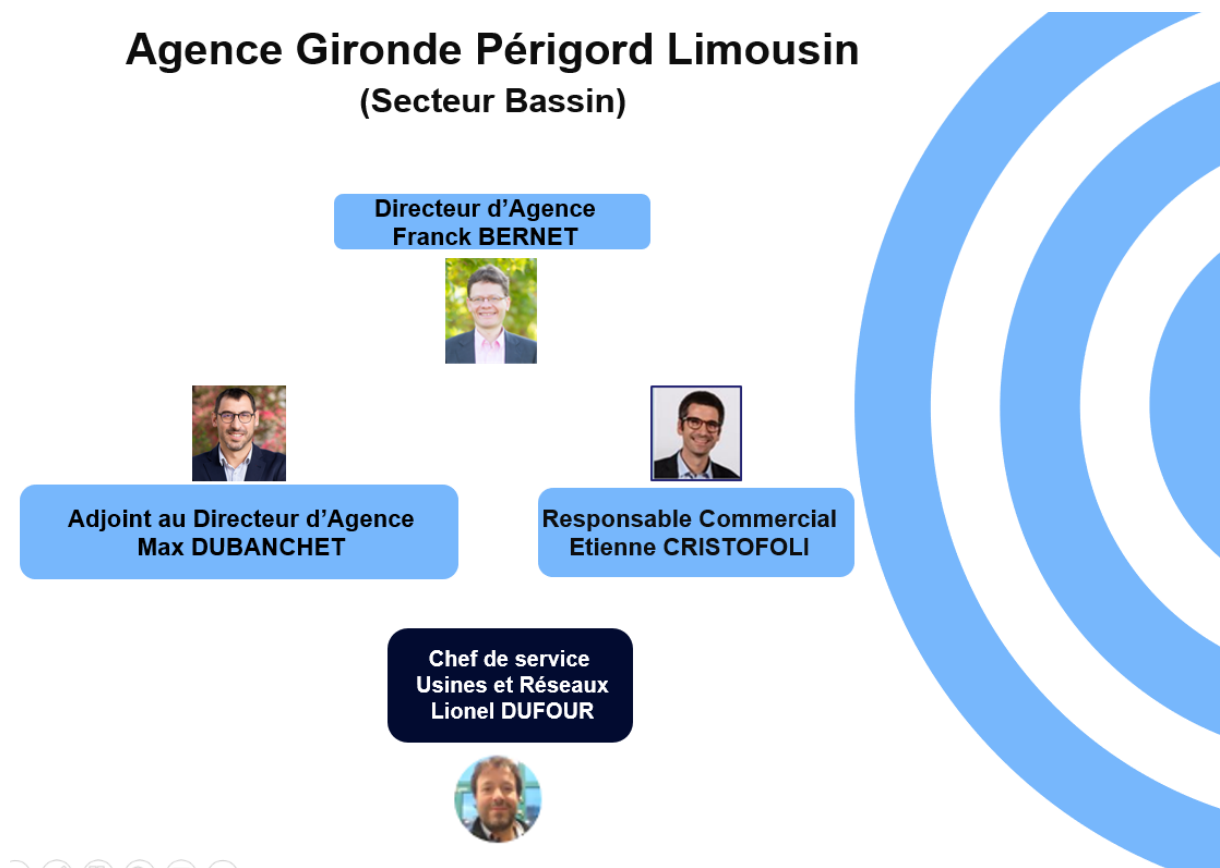 Agence Gironde Périgord Limousin
(Secteur Bassin)
Directeur d’Agence
Franck BERNET
Adjoint au Directeur d’Agence
Max DUBANCHET
Responsable Commercial
Etienne CRISTOFOLI
Chef de service
Usines et Réseaux
Lionel DUFOUR